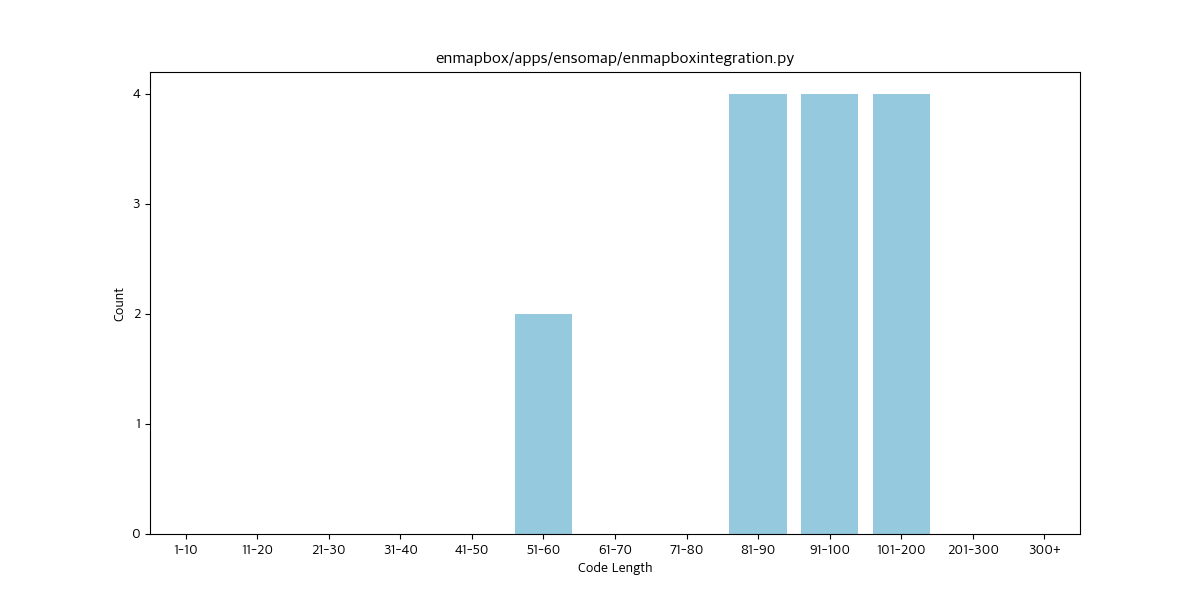 enmapbox/apps/ensomap/enmapboxintegration.py
4
3
2
1
0
Count
1-10 11-20 21-30 31-40 41-50 51-60 61-70 71-80 81-90 91-100 101-200 201-300 300+
Code Length